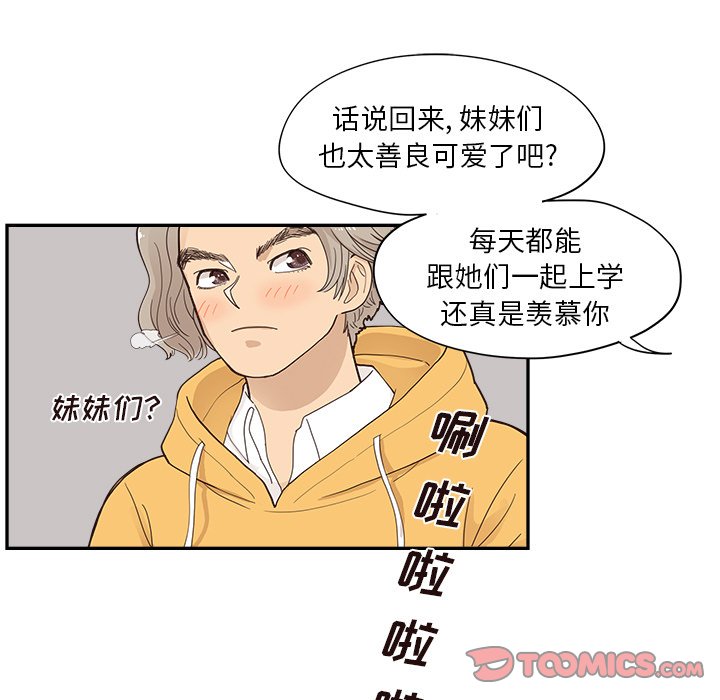 话说回来, 妹妹们
也太善良可爱了吧?
每天都能
跟她们一起上学
还真是羡慕你
妹妹们?
唰
啦
啦
啦
TOOMICS.COM